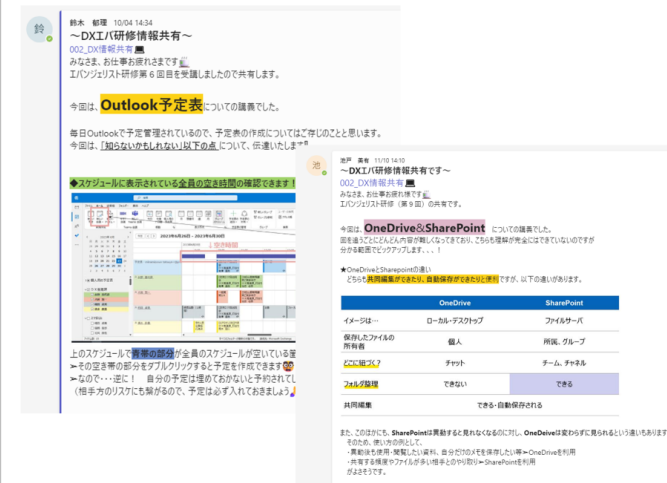 鈴
鈴木 郁理 10/04 14:34
～DXエバ研修情報共有～
002_DX情報共有
みなさま、お仕事お疲れさまです
エバンジェリスト研修第6回目を受講しましたので共有します。
今回は、Outlook予定表についての講義でした。
毎日Outlookで予定管理されているので、予定表の作成についてはご存じのことと思います。
今回は、「知らないかもしれない」以下の点について、伝達いたします
◆スケジュールに表示されている全員の空き時間の確認できます！
空き時間
上のスケジュールで青帯の部分が全員のスケジュールが空いている箇
➢その空き帯の部分をダブルクリックすると予定を作成できます
➢なので・・・逆に！ 自分の予定は埋めておかないと予約されてし
（相手方のリスクにも繋がるので、予定は必ず入れておきましょう
池
池戸 美有 11/10 14:10
～DXエバ研修情報共有です～
002_DX情報共有
みなさま、お仕事お疲れ様です
エバンジェリスト研修（第９回）の共有です。
今回は、OneDrive&SharePoint についての講義でした。
回を追うごとにどんどん内容が難しくなってきており、こちらも理解が完全にはできていないのですが
分かる範囲でピックアップします、、、！
★OneDriveとSharepointの違い
どちらも共同編集ができたり、自動保存ができたりと便利ですが、以下の違いがあります。
OneDrive SharePoint
イメージは… ローカル・デスクトップ ファイルサーバ
保存したファイルの所有者 個人 所属、グループ
どこに紐づく？ チャット チーム、チャネル
フォルダ整理 できない できる
共同編集 できる・自動保存される
また、このほかにも、SharePointは異動すると見れなくなるのに対し、OneDeiveは変わらずに見られるという違いもあります
そのため、使い方の例として、
・異動後も使用・閲覧したい資料、自分だけのメモを保存したい等➢OneDriveを利用
・共有する頻度やファイルが多い相手とのやり取り➢SharePointを利用
がよさそうです。